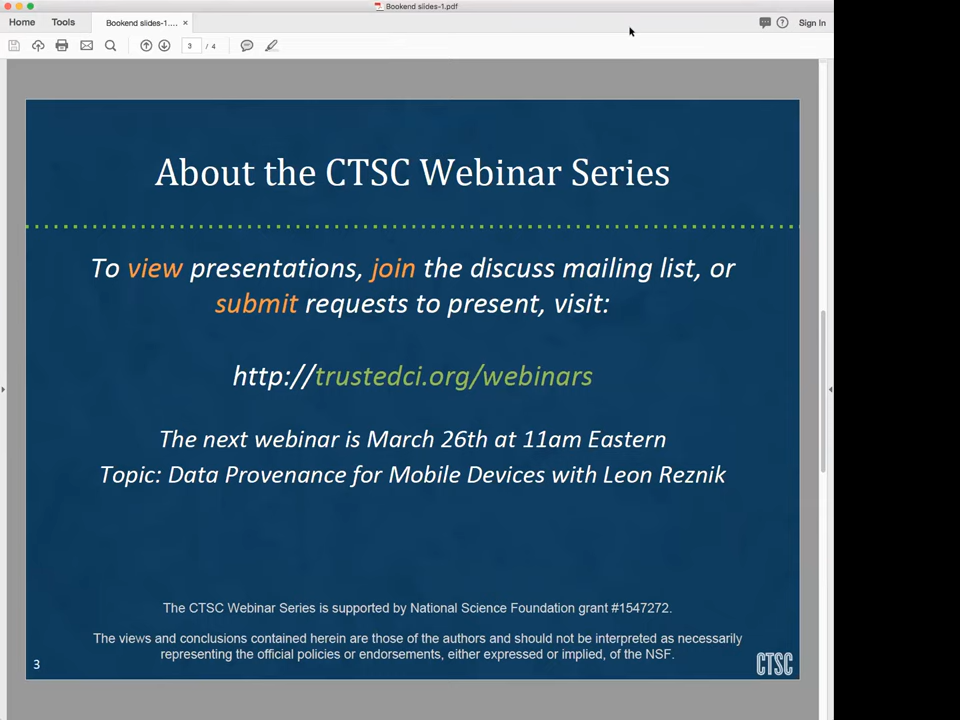 Bookend slides-1.pdf
Home Tools Bookend slides-1.... × Sign In
3 / 4
About the CTSC Webinar Series
To view presentations, join the discuss mailing list, or
submit requests to present, visit:
http://trustedci.org/webinars
The next webinar is March 26th at 11am Eastern
Topic: Data Provenance for Mobile Devices with Leon Reznik
The CTSC Webinar Series is supported by National Science Foundation grant #1547272.
The views and conclusions contained herein are those of the authors and should not be interpreted as necessarily
representing the official policies or endorsements, either expressed or implied, of the NSF.
3
CTSC